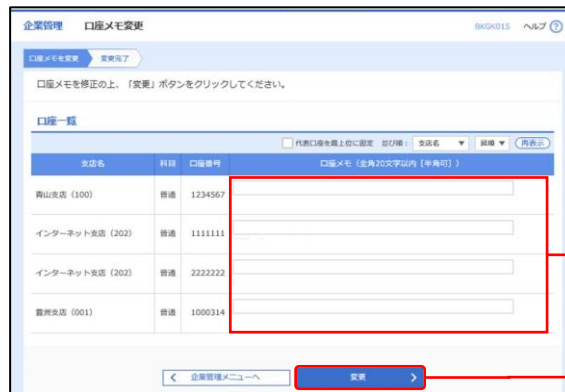 企業管理 口座メモ変更 BKGK015 ヘルプ ?
口座メモを変更 変更完了
口座メモを修正の上、「変更」ボタンをクリックしてください。
口座一覧
代表口座を最上位に固定 並び順： 支店名 ▼ 昇順 ▼ 再表示
支店名 科目 口座番号 口座メモ（全角20文字以内［半角可］）
青山支店（100） 普通 1234567
インターネット支店（202） 普通 1111111
インターネット支店（202） 普通 2222222
豊洲支店（001） 普通 1000314
企業管理メニューへ 変更